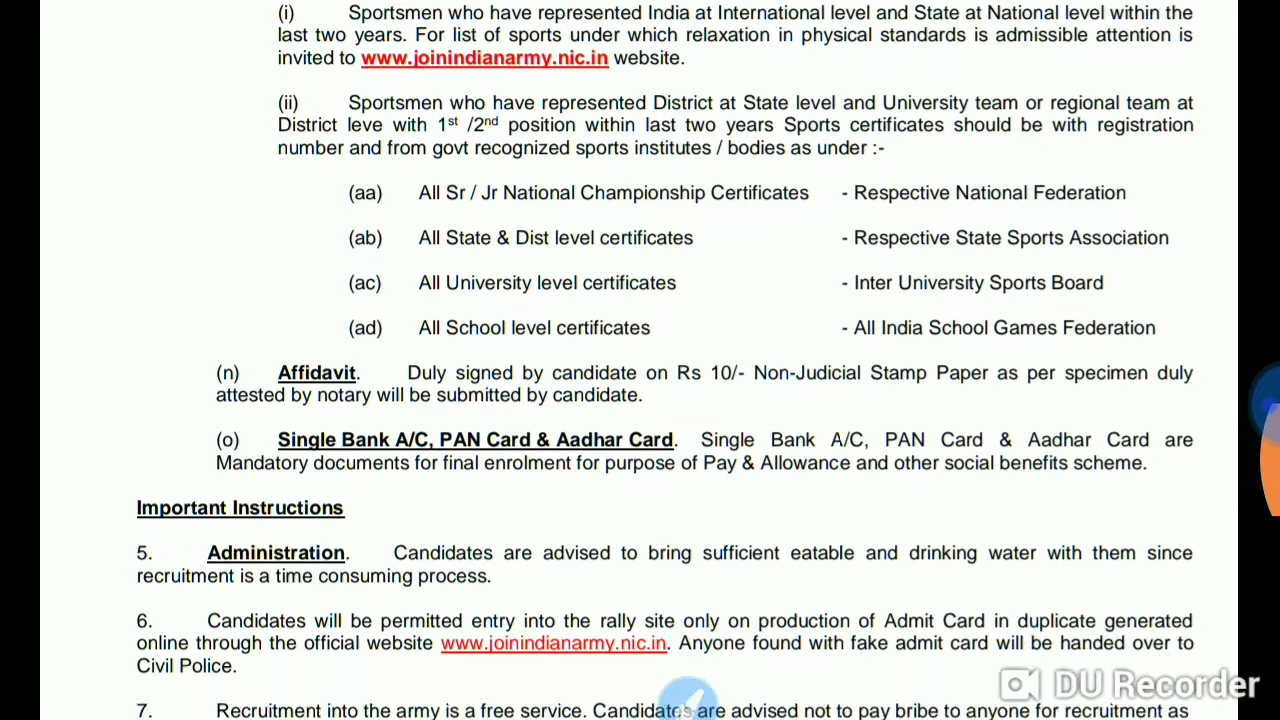 (i) Sportsmen who have represented India at International level and State at National level within the
last two years. For list of sports under which relaxation in physical standards is admissible attention is
invited to www.joinindianarmy.nic.in website.
(ii) Sportsmen who have represented District at State level and University team or regional team at
District leve with 1st /2nd position within last two years Sports certificates should be with registration
number and from govt recognized sports institutes / bodies as under :-
(aa) All Sr / Jr National Championship Certificates - Respective National Federation
(ab) All State & Dist level certificates - Respective State Sports Association
(ac) All University level certificates - Inter University Sports Board
(ad) All School level certificates - All India School Games Federation
(n) Affidavit. Duly signed by candidate on Rs 10/- Non-Judicial Stamp Paper as per specimen duly
attested by notary will be submitted by candidate.
(o) Single Bank A/C, PAN Card & Aadhar Card. Single Bank A/C, PAN Card & Aadhar Card are
Mandatory documents for final enrolment for purpose of Pay & Allowance and other social benefits scheme.
Important Instructions
5. Administration. Candidates are advised to bring sufficient eatable and drinking water with them since
recruitment is a time consuming process.
6. Candidates will be permitted entry into the rally site only on production of Admit Card in duplicate generated
online through the official website www.joinindianarmy.nic.in. Anyone found with fake admit card will be handed over to
Civil Police.
DU Recorder
7. Recruitment into the army is a free service. Candidates are advised not to pay bribe to anyone for recruitment as